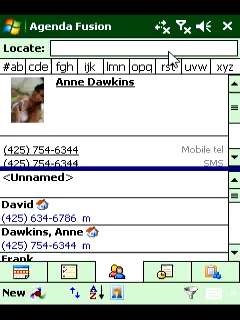 Agenda Fusion
Locate:
#ab cde fgh ijk lmn opq rst uvw xyz
Anne Dawkins
(425) 754-6344 Mobile tel
(425) 754-6344 SMS
<Unnamed>
David
(425) 634-6786 m
Dawkins, Anne
(425) 754-6344 m
Frank
New